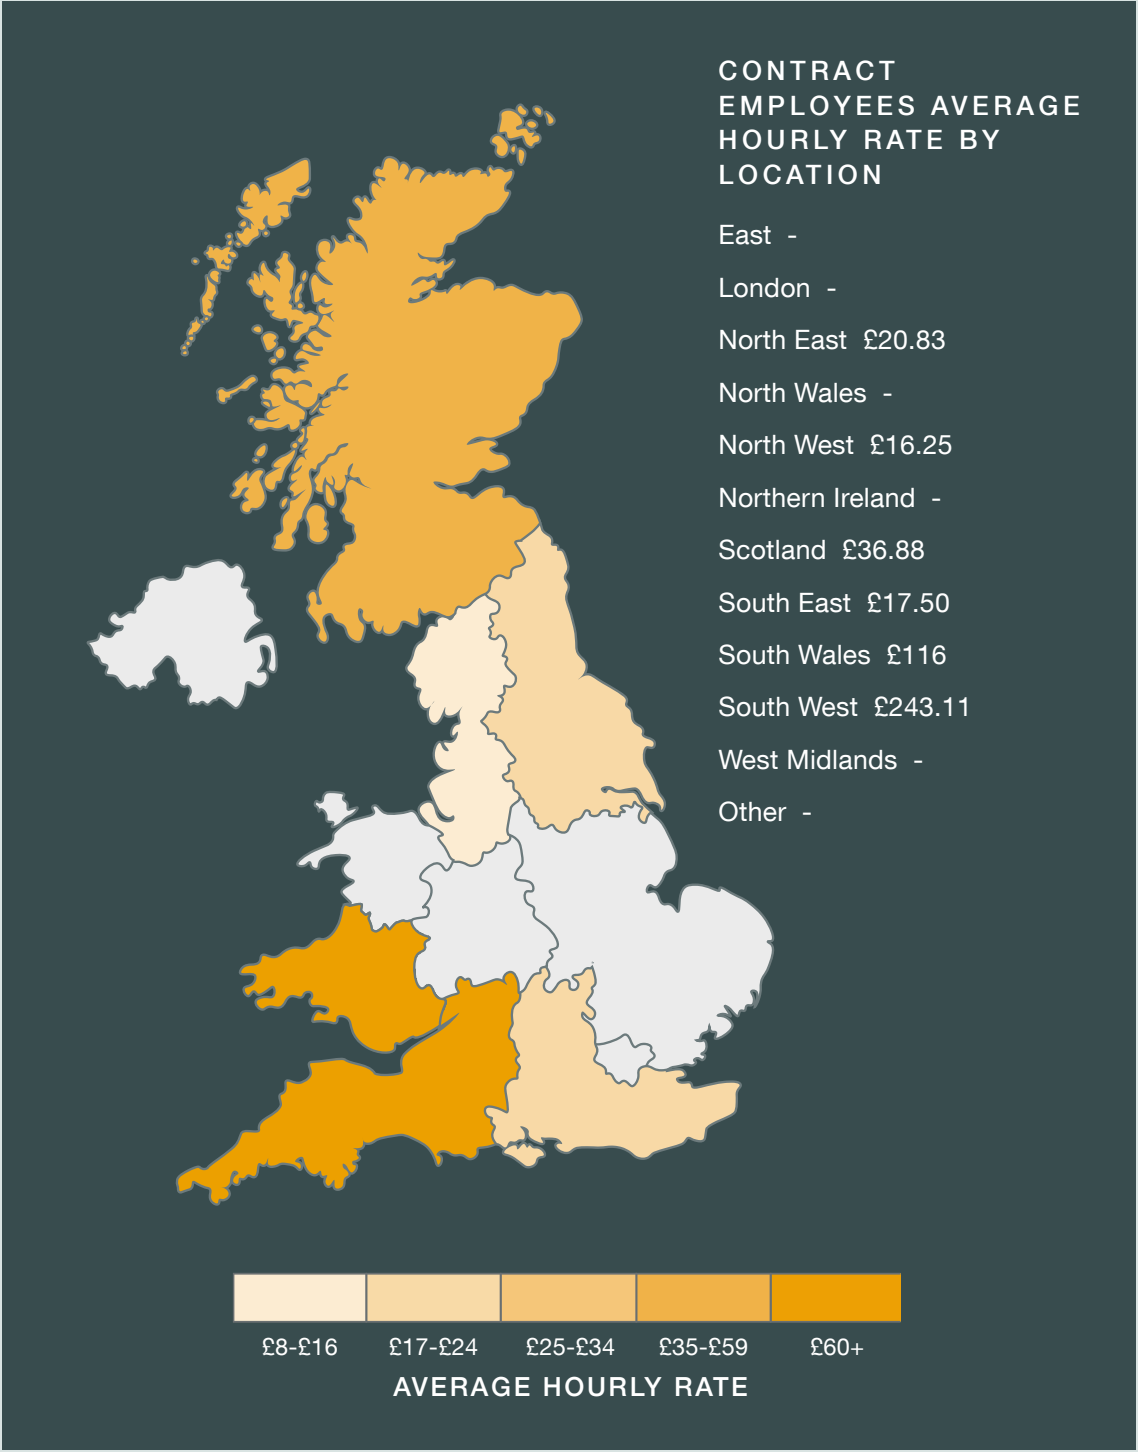 CONTRACT
EMPLOYEES AVERAGE
HOURLY RATE BY
LOCATION
East -
London -
North East £20.83
North Wales -
North West £16.25
Northern Ireland -
Scotland £36.88
South East £17.50
South Wales £116
South West £243.11
West Midlands -
Other -
£8-£16 £17-£24 £25-£34 £35-£59 £60+
AVERAGE HOURLY RATE